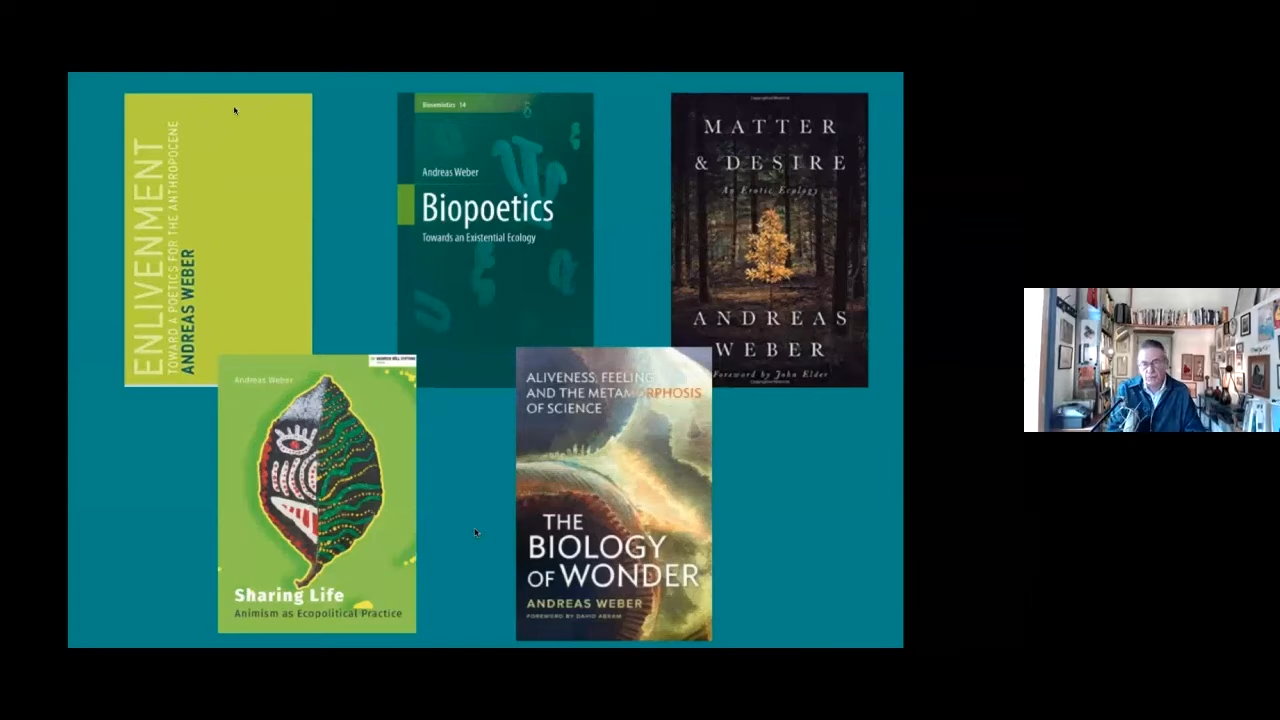 ENLIVENMENT
TOWARD A POETICS FOR THE ANTHROPOCENE
ANDREAS WEBER
Biosemiotics 14
Andreas Weber
Biopoetics
Towards an Existential Ecology
MATTER
& DESIRE
An Erotic Ecology
ANDREAS
WEBER
Foreword by John Elder
Andreas Weber
Sharing Life
Animism as Ecopolitical Practice
ALIVENESS, FEELING
AND THE METAMORPHOSIS
OF SCIENCE
THE
BIOLOGY
OF WONDER
ANDREAS WEBER
FOREWORD BY DAVID ABRAM